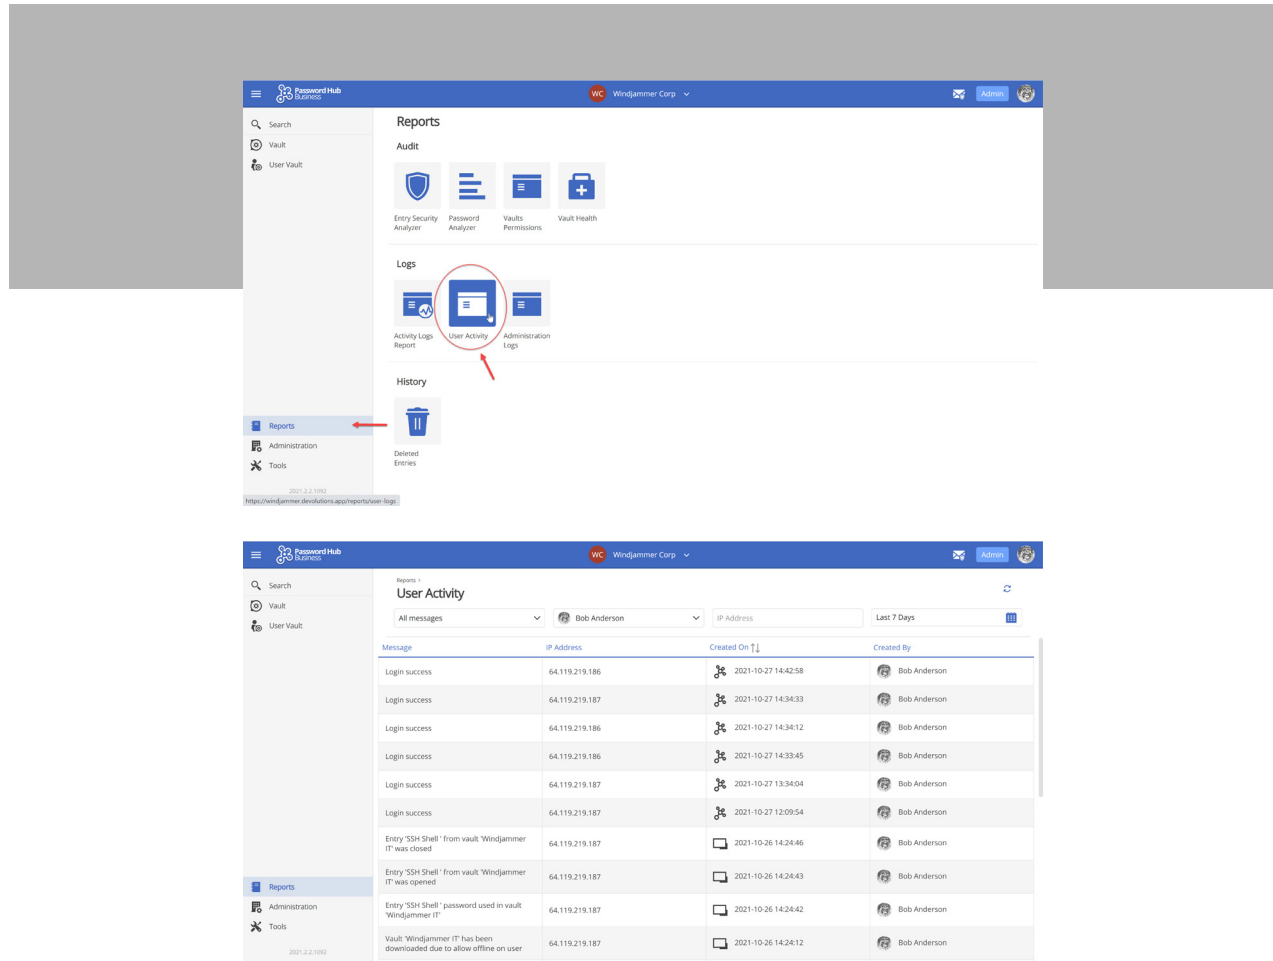 Password Hub
Business
WC Windjammer Corp
Admin
Search
Vault
User Vault
Reports
Administration
Tools
2021.2.2.1092
https://windjammer.devolutions.app/reports/user-logs
Reports
Audit
Entry Security
Analyzer
Password
Analyzer
Vaults
Permissions
Vault Health
Logs
Activity Logs
Report
User Activity
Administration
Logs
History
Deleted
Entries
Password Hub
Business
WC Windjammer Corp
Admin
Search
Vault
User Vault
Reports
Administration
Tools
2021.2.2.1092
Reports ›
User Activity
All messages Bob Anderson IP Address Last 7 Days
Message IP Address Created On Created By
Login success 64.119.219.186 2021-10-27 14:42:58 Bob Anderson
Login success 64.119.219.187 2021-10-27 14:34:33 Bob Anderson
Login success 64.119.219.186 2021-10-27 14:34:12 Bob Anderson
Login success 64.119.219.186 2021-10-27 14:33:45 Bob Anderson
Login success 64.119.219.187 2021-10-27 13:34:04 Bob Anderson
Login success 64.119.219.187 2021-10-27 12:09:54 Bob Anderson
Entry 'SSH Shell ' from vault 'Windjammer
IT' was closed
64.119.219.187 2021-10-26 14:24:46 Bob Anderson
Entry 'SSH Shell ' from vault 'Windjammer
IT' was opened
64.119.219.187 2021-10-26 14:24:43 Bob Anderson
Entry 'SSH Shell ' password used in vault
'Windjammer IT'
64.119.219.187 2021-10-26 14:24:42 Bob Anderson
Vault 'Windjammer IT' has been
downloaded due to allow offline on user
64.119.219.187 2021-10-26 14:24:12 Bob Anderson